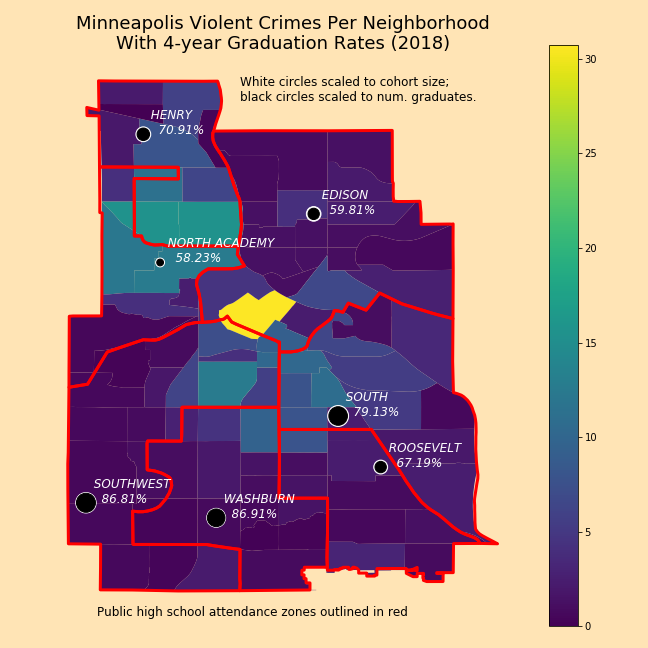 Minneapolis Violent Crimes Per Neighborhood
With 4-year Graduation Rates (2018)
White circles scaled to cohort size;
black circles scaled to num. graduates.
HENRY
70.91%
EDISON
59.81%
NORTH ACADEMY
58.23%
SOUTH
79.13%
ROOSEVELT
67.19%
SOUTHWEST
86.81%
WASHBURN
86.91%
Public high school attendance zones outlined in red
30
25
20
15
10
5
0